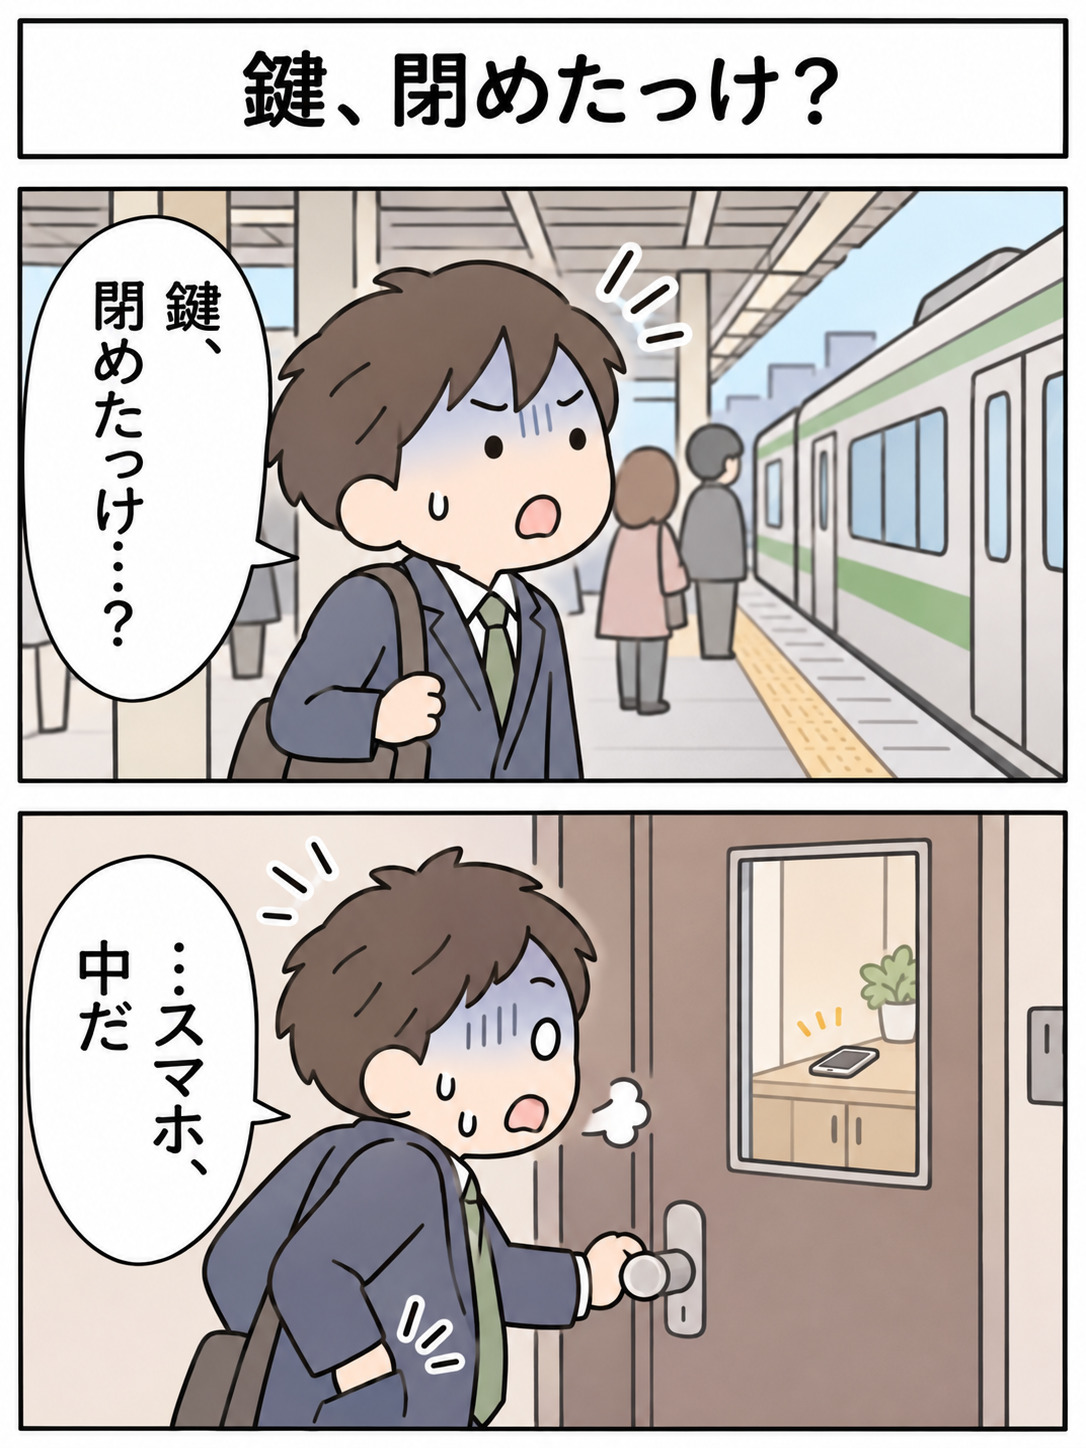 鍵、閉めたっけ？
鍵、
閉めたっけ……？
…スマホ、
中だ